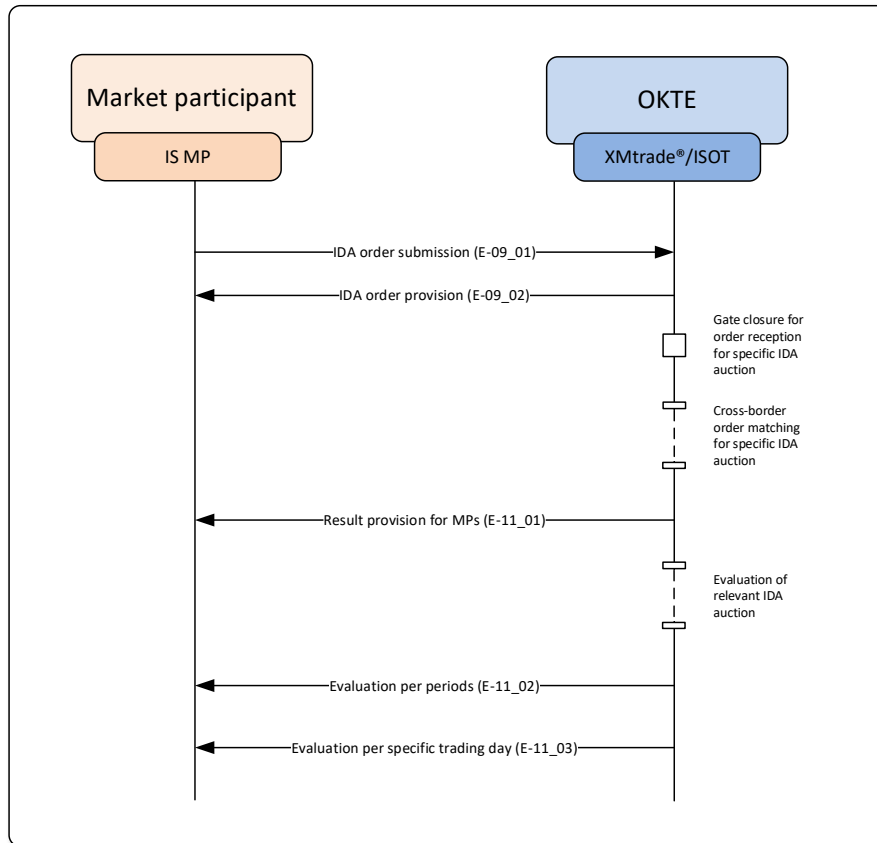 Market participant
OKTE
IS MP
XMtrade®/ISOT
IDA order submission (E-09_01)
IDA order provision (E-09_02)
Gate closure for
order reception
for specific IDA
auction
Cross-border
order matching
for specific IDA
auction
Result provision for MPs (E-11_01)
Evaluation of
relevant IDA
auction
Evaluation per periods (E-11_02)
Evaluation per specific trading day (E-11_03)